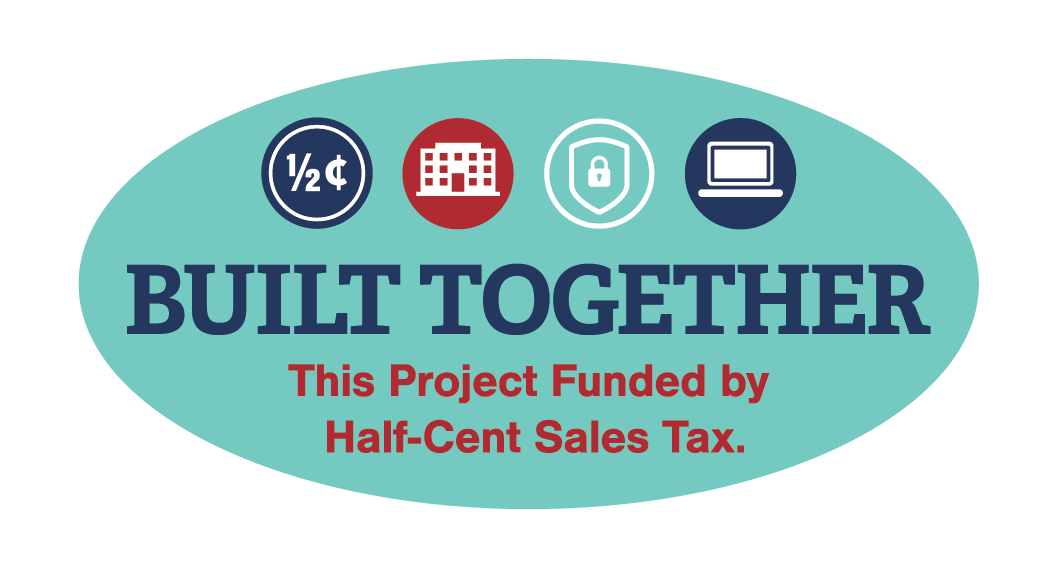 ½¢
BUILT TOGETHER
This Project Funded by
Half-Cent Sales Tax.